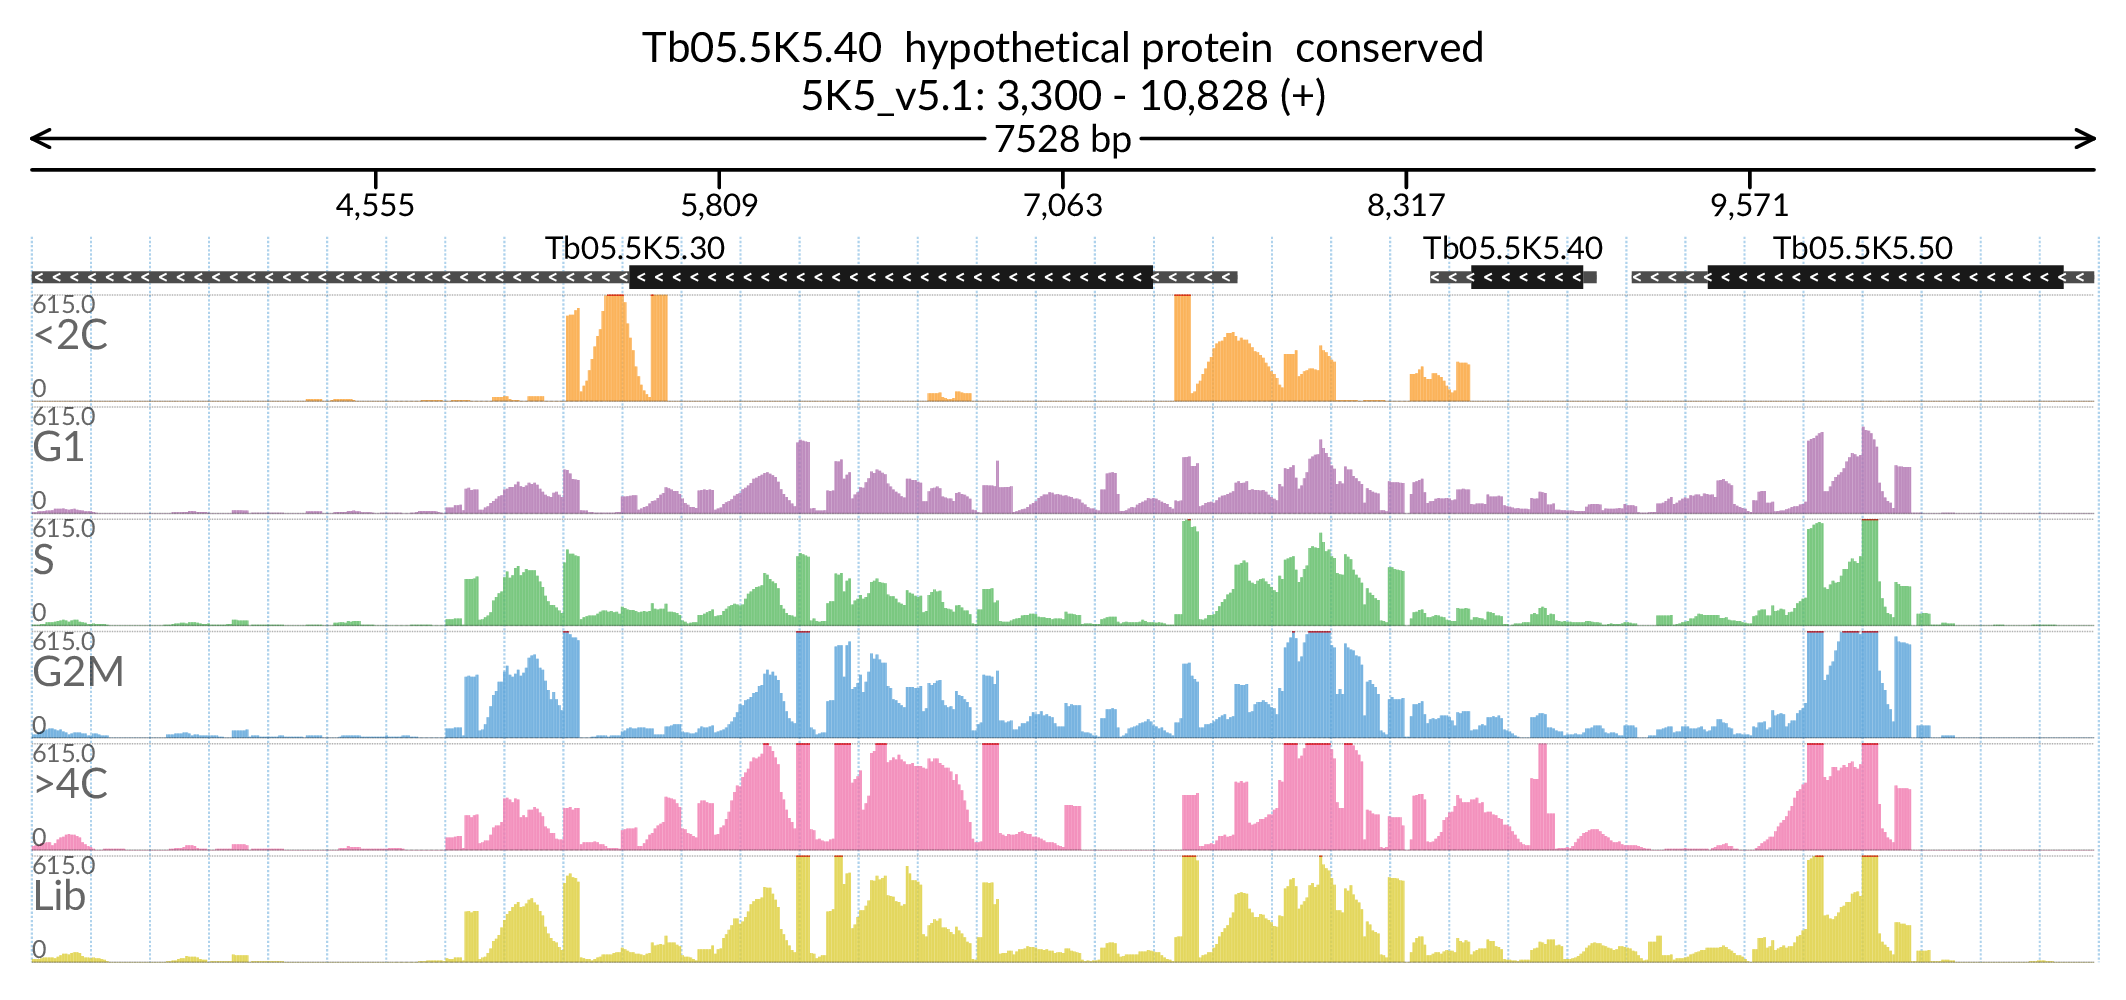 Tb05.5K5.40 hypothetical protein conserved
5K5_v5.1: 3,300 - 10,828 (+)
7528 bp
4,555 5,809 7,063 8,317 9,571
Tb05.5K5.30 Tb05.5K5.40 Tb05.5K5.50
615.0
<2C
0
615.0
G1
0
615.0
S
0
615.0
G2M
0
615.0
>4C
0
615.0
Lib
0